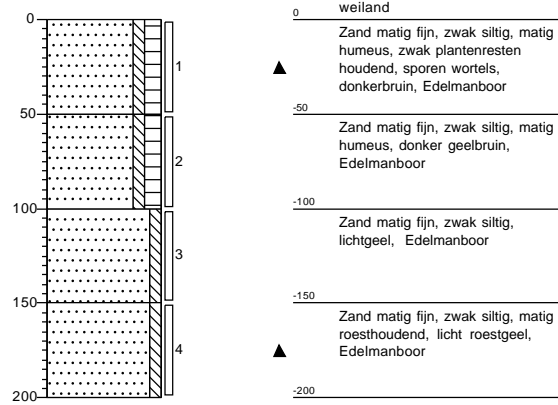 0
50
100
150
200
1
2
3
4
weiland
0
Zand matig fijn, zwak siltig, matig
humeus, zwak plantenresten
houdend, sporen wortels,
donkerbruin, Edelmanboor
-50
Zand matig fijn, zwak siltig, matig
humeus, donker geelbruin,
Edelmanboor
-100
Zand matig fijn, zwak siltig,
lichtgeel, Edelmanboor
-150
Zand matig fijn, zwak siltig, matig
roesthoudend, licht roestgeel,
Edelmanboor
-200